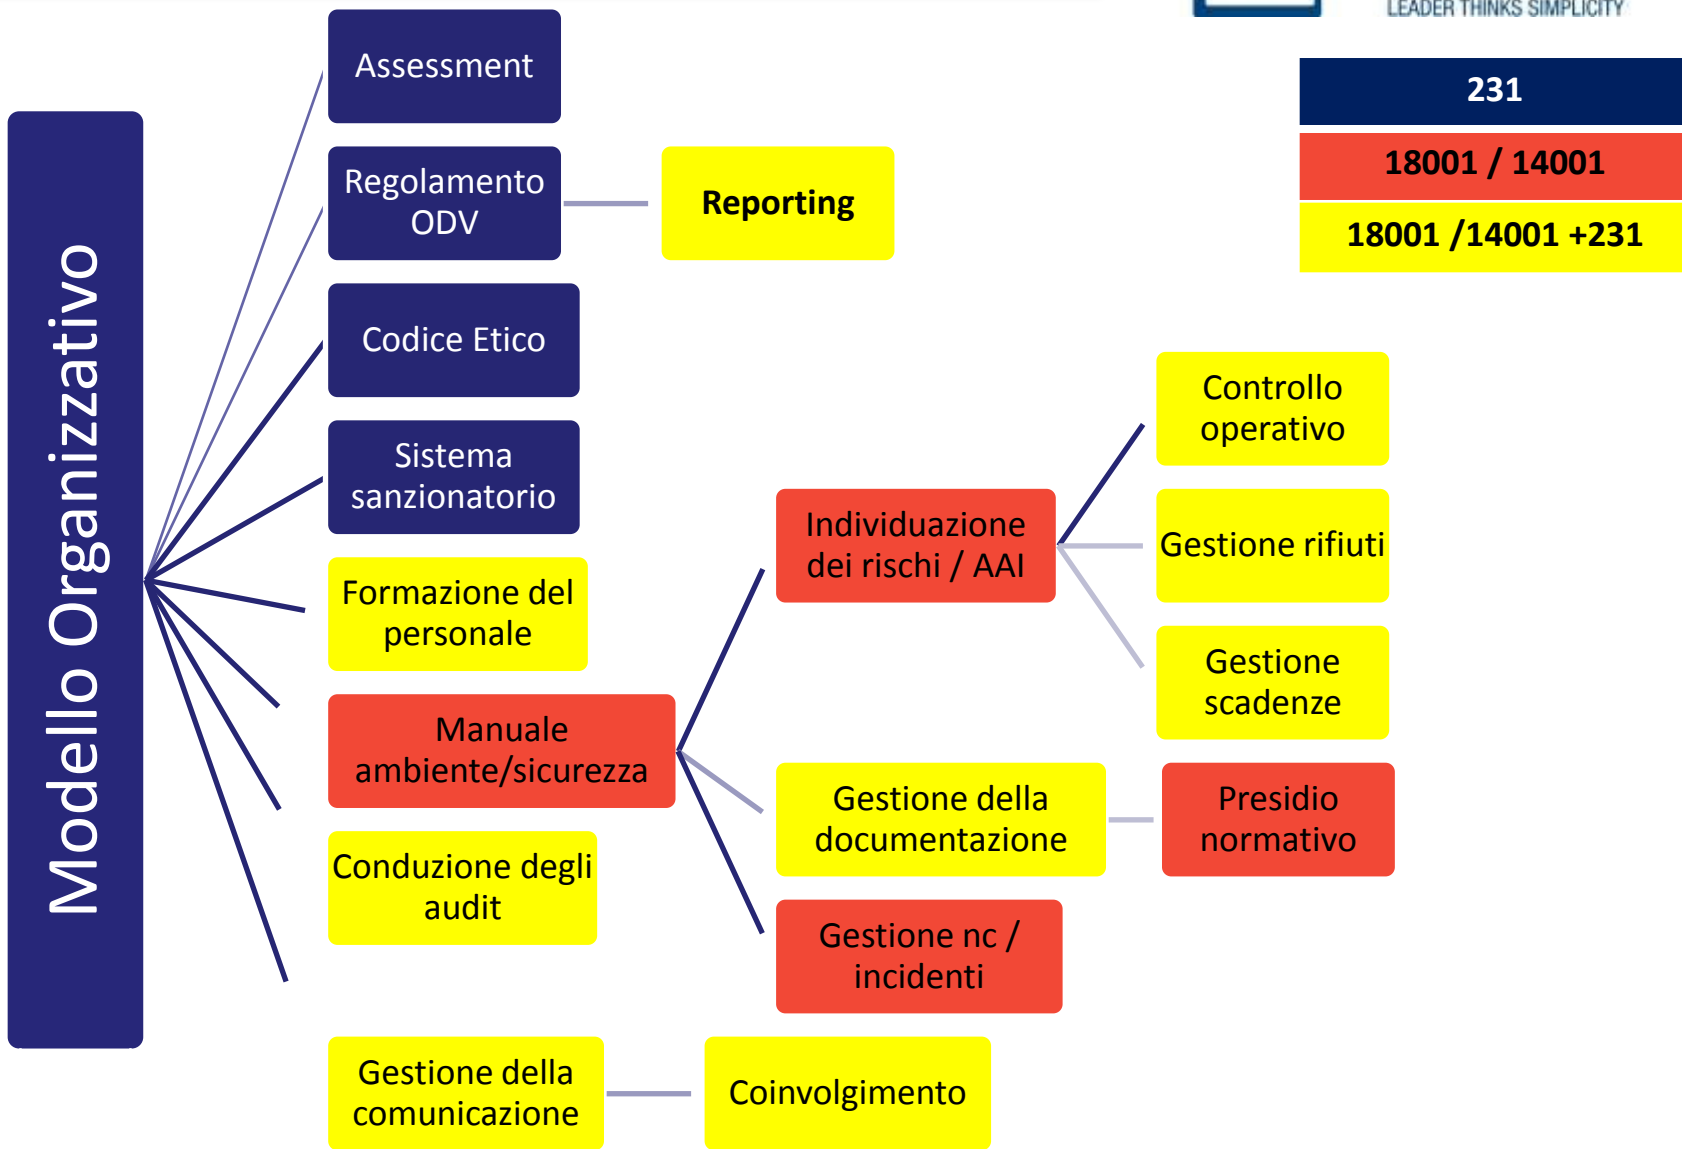 LEADER THINKS SIMPLICITY
231
18001 / 14001
18001 /14001 +231
Modello Organizzativo
Assessment
Regolamento
ODV
Reporting
Codice Etico
Sistema
sanzionatorio
Formazione del
personale
Manuale
ambiente/sicurezza
Conduzione degli
audit
Gestione della
comunicazione
Coinvolgimento
Individuazione
dei rischi / AAI
Gestione della
documentazione
Gestione nc /
incidenti
Controllo
operativo
Gestione rifiuti
Gestione
scadenze
Presidio
normativo